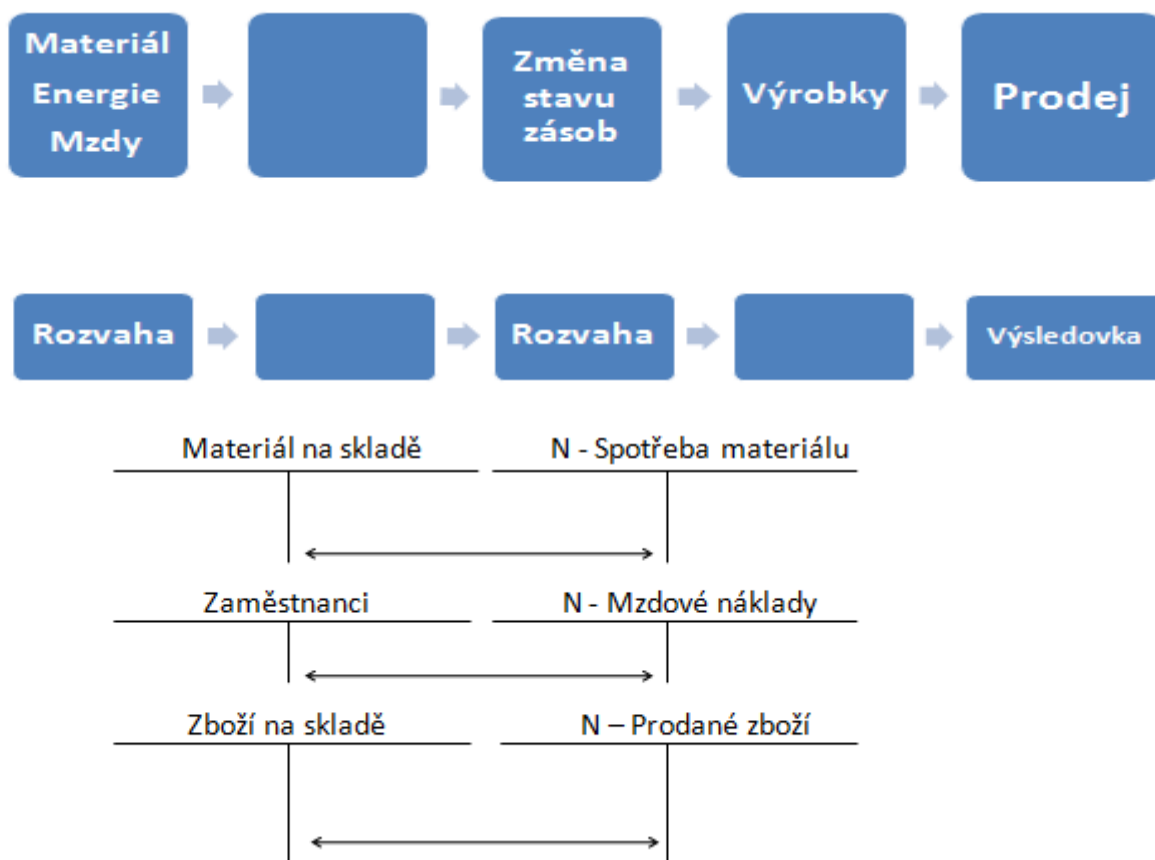 Materiál
Energie
Mzdy
Změna
stavu
zásob
Výrobky
Prodej
Rozvaha
Rozvaha
Výsledovka
Materiál na skladě
N - Spotřeba materiálu
Zaměstnanci
N - Mzdové náklady
Zboží na skladě
N – Prodané zboží